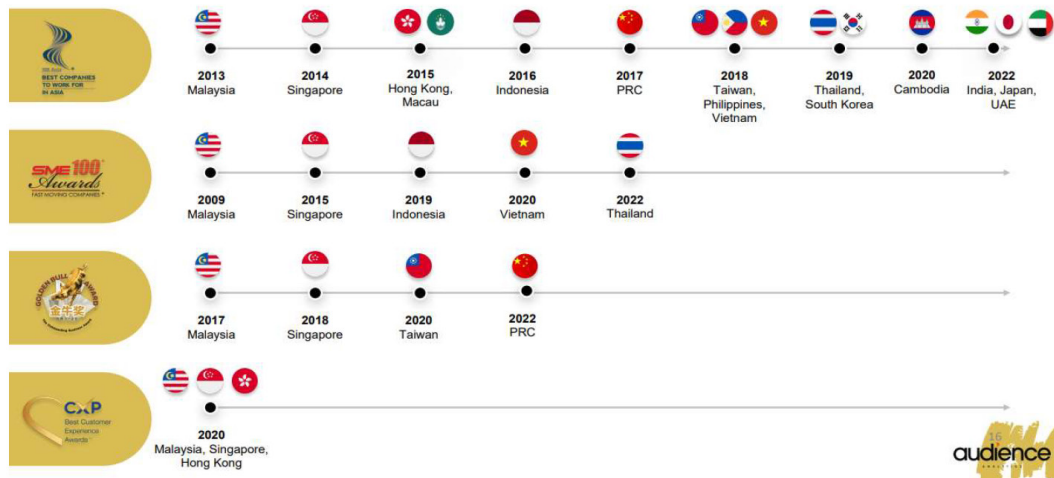 HR Asia
BEST COMPANIES
TO WORK FOR
IN ASIA
2013
Malaysia
2014
Singapore
2015
Hong Kong,
Macau
2016
Indonesia
2017
PRC
2018
Taiwan,
Philippines,
Vietnam
2019
Thailand,
South Korea
2020
Cambodia
2022
India, Japan,
UAE
SME100
Awards
FAST MOVING COMPANIES
2009
Malaysia
2015
Singapore
2019
Indonesia
2020
Vietnam
2022
Thailand
GOLDEN BULL AWARD
金牛奖
2017
Malaysia
2018
Singapore
2020
Taiwan
2022
PRC
CXP
Best Customer
Experience
Awards
2020
Malaysia, Singapore,
Hong Kong
16
audience